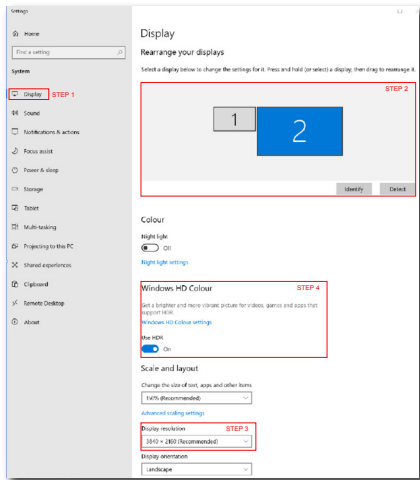 Settings
Home
Find a setting
System
Display STEP 1
Sound
Notifications & actions
Focus assist
Power & sleep
Storage
Tablet
Multi-tasking
Projecting to this PC
Shared experiences
Clipboard
Remote Desktop
About
Display
Rearrange your displays
Select a display below to change the settings for it. Press and hold (or select) a display, then drag to rearrange it.
STEP 2
1
2
Identify Detect
Colour
Night light
Off
Night light settings
Windows HD Colour STEP 4
Get a brighter and more vibrant picture for videos, games and apps that
support HDR.
Windows HD Colour settings
Use HDR
On
Scale and layout
Change the size of text, apps and other items
150% (Recommended)
Advanced scaling settings
Display resolution STEP 3
3840 × 2160 (Recommended)
Display orientation
Landscape